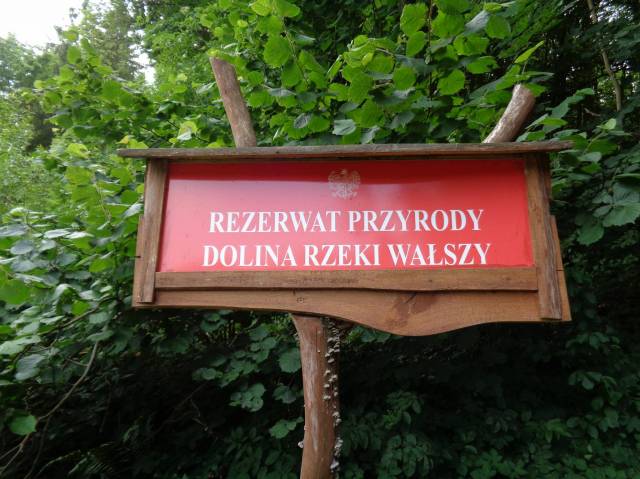 REZERWAT PRZYRODY
DOLINA RZEKI WAŁSZY